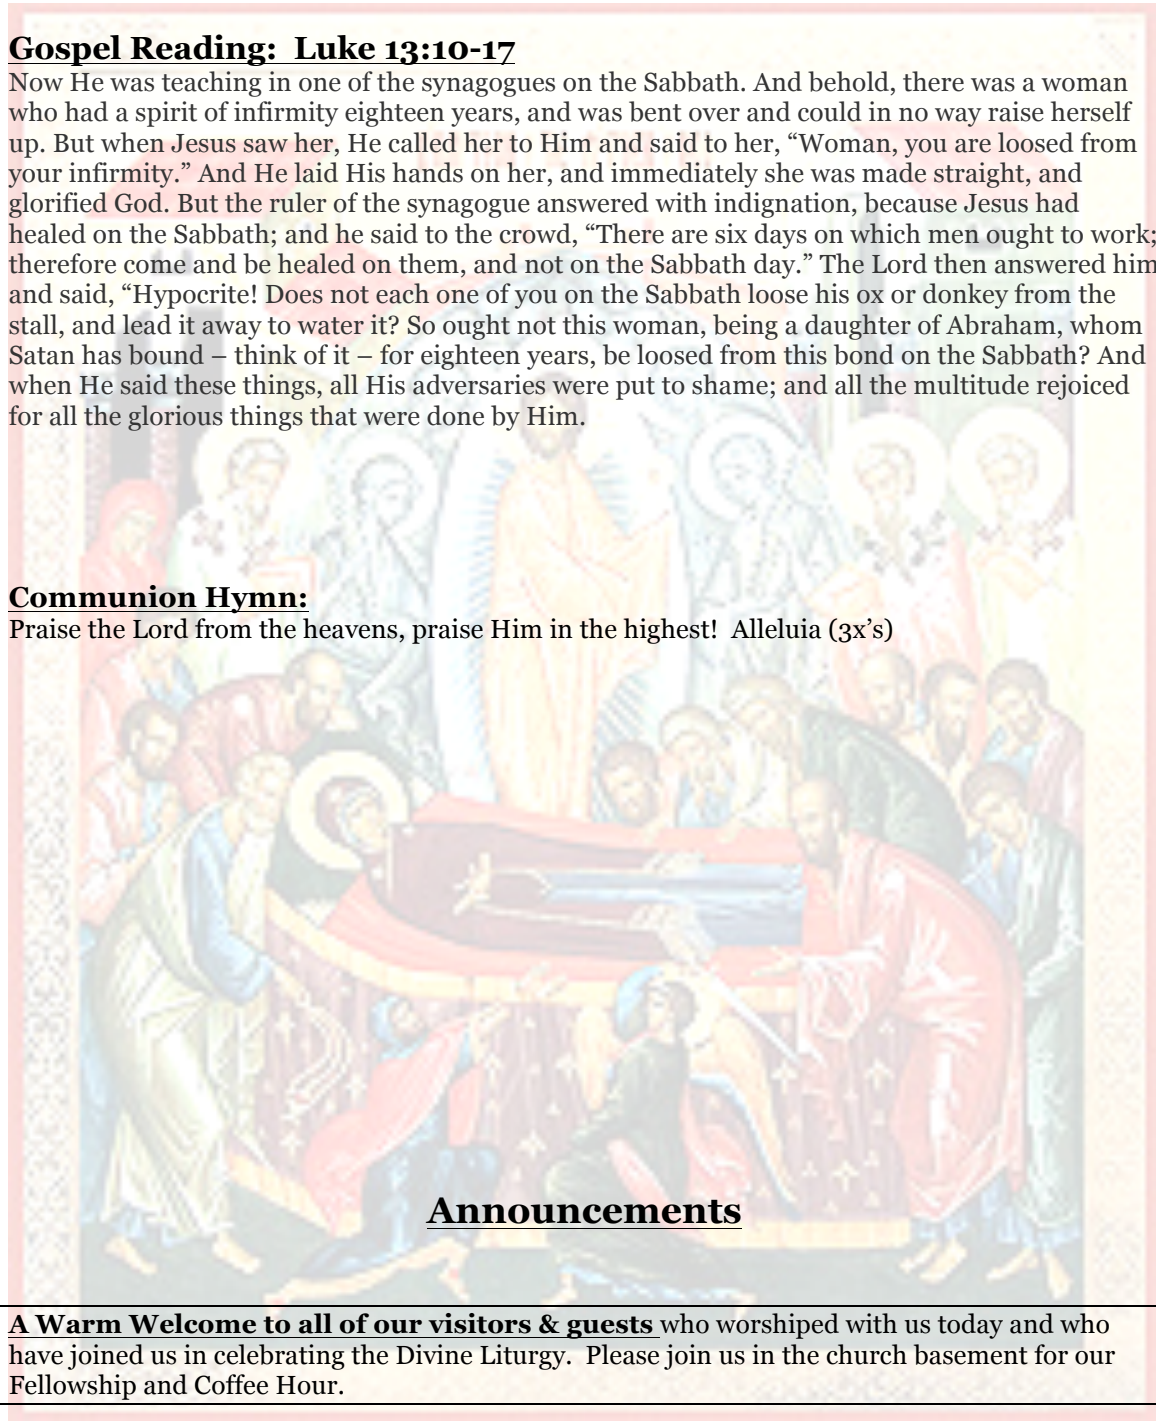 Gospel Reading:  Luke 13:10-17
Now He was teaching in one of the synagogues on the Sabbath. And behold, there was a woman
who had a spirit of infirmity eighteen years, and was bent over and could in no way raise herself
up. But when Jesus saw her, He called her to Him and said to her, “Woman, you are loosed from
your infirmity.” And He laid His hands on her, and immediately she was made straight, and
glorified God. But the ruler of the synagogue answered with indignation, because Jesus had
healed on the Sabbath; and he said to the crowd, “There are six days on which men ought to work;
therefore come and be healed on them, and not on the Sabbath day.” The Lord then answered him
and said, “Hypocrite! Does not each one of you on the Sabbath loose his ox or donkey from the
stall, and lead it away to water it? So ought not this woman, being a daughter of Abraham, whom
Satan has bound – think of it – for eighteen years, be loosed from this bond on the Sabbath? And
when He said these things, all His adversaries were put to shame; and all the multitude rejoiced
for all the glorious things that were done by Him.
Communion Hymn:
Praise the Lord from the heavens, praise Him in the highest!  Alleluia (3x’s)
Announcements
A Warm Welcome to all of our visitors & guests who worshiped with us today and who
have joined us in celebrating the Divine Liturgy.  Please join us in the church basement for our
Fellowship and Coffee Hour.